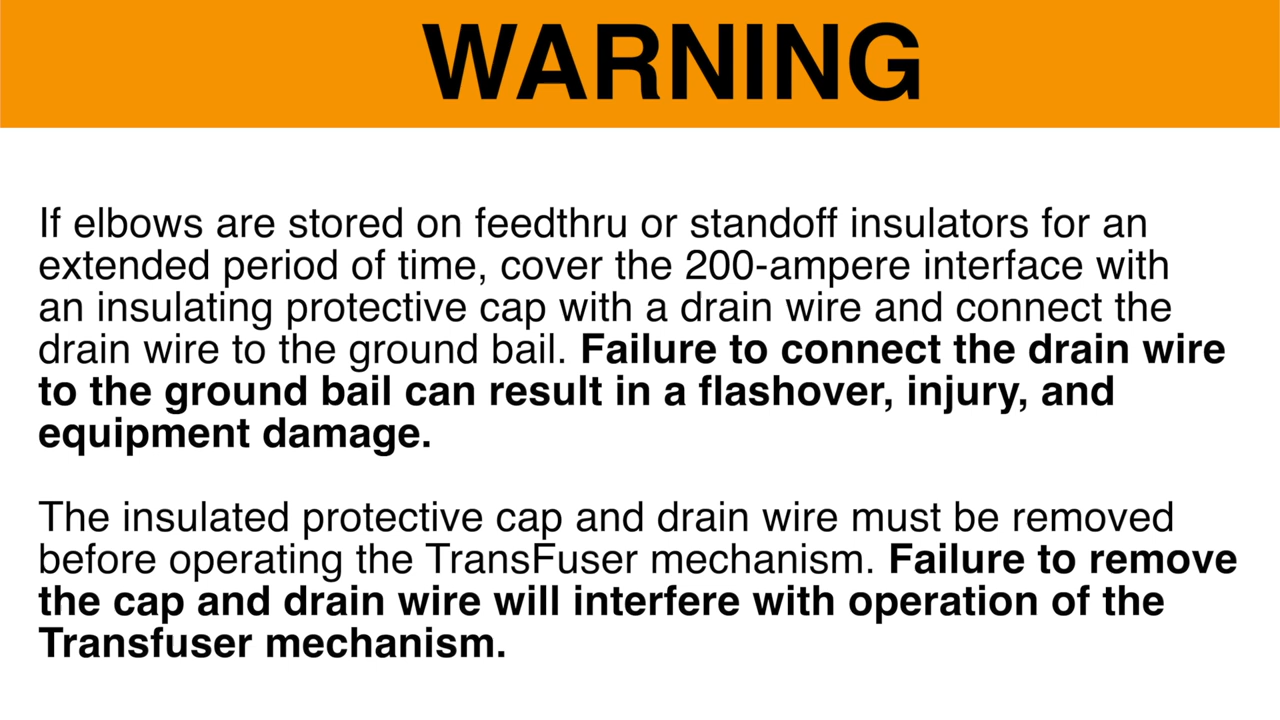 WARNING
If elbows are stored on feedthru or standoff insulators for an
extended period of time, cover the 200-ampere interface with
an insulating protective cap with a drain wire and connect the
drain wire to the ground bail. Failure to connect the drain wire
to the ground bail can result in a flashover, injury, and
equipment damage.
The insulated protective cap and drain wire must be removed
before operating the TransFuser mechanism. Failure to remove
the cap and drain wire will interfere with operation of the
Transfuser mechanism.